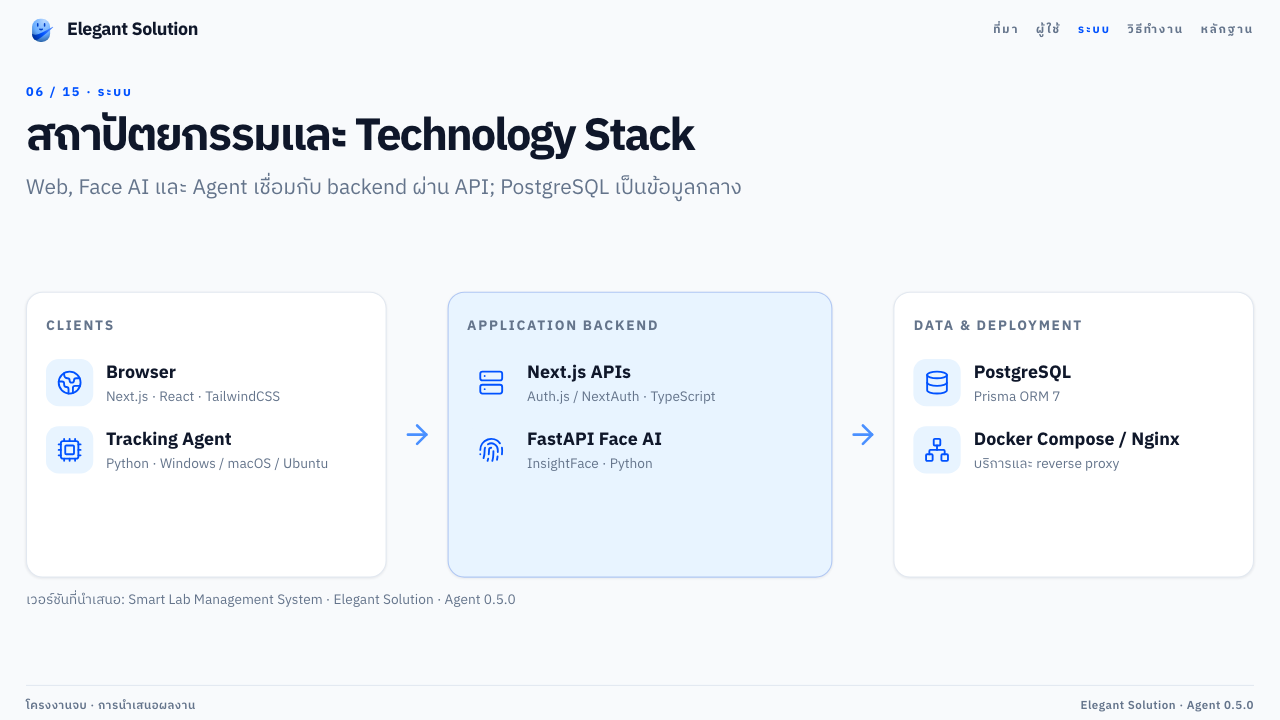 Elegant Solution
ที่มา ผู้ใช้ ระบบ วิธีทำงาน หลักฐาน
06 / 15 · ระบบ
สถาปัตยกรรมและ Technology Stack
Web, Face AI และ Agent เชื่อมกับ backend ผ่าน API; PostgreSQL เป็นข้อมูลกลาง
CLIENTS
Browser
Next.js · React · TailwindCSS
Tracking Agent
Python · Windows / macOS / Ubuntu
APPLICATION BACKEND
Next.js APIs
Auth.js / NextAuth · TypeScript
FastAPI Face AI
InsightFace · Python
DATA & DEPLOYMENT
PostgreSQL
Prisma ORM 7
Docker Compose / Nginx
บริการและ reverse proxy
เวอร์ชันที่นำเสนอ: Smart Lab Management System · Elegant Solution · Agent 0.5.0
โครงงานจบ · การนำเสนอผลงาน
Elegant Solution · Agent 0.5.0